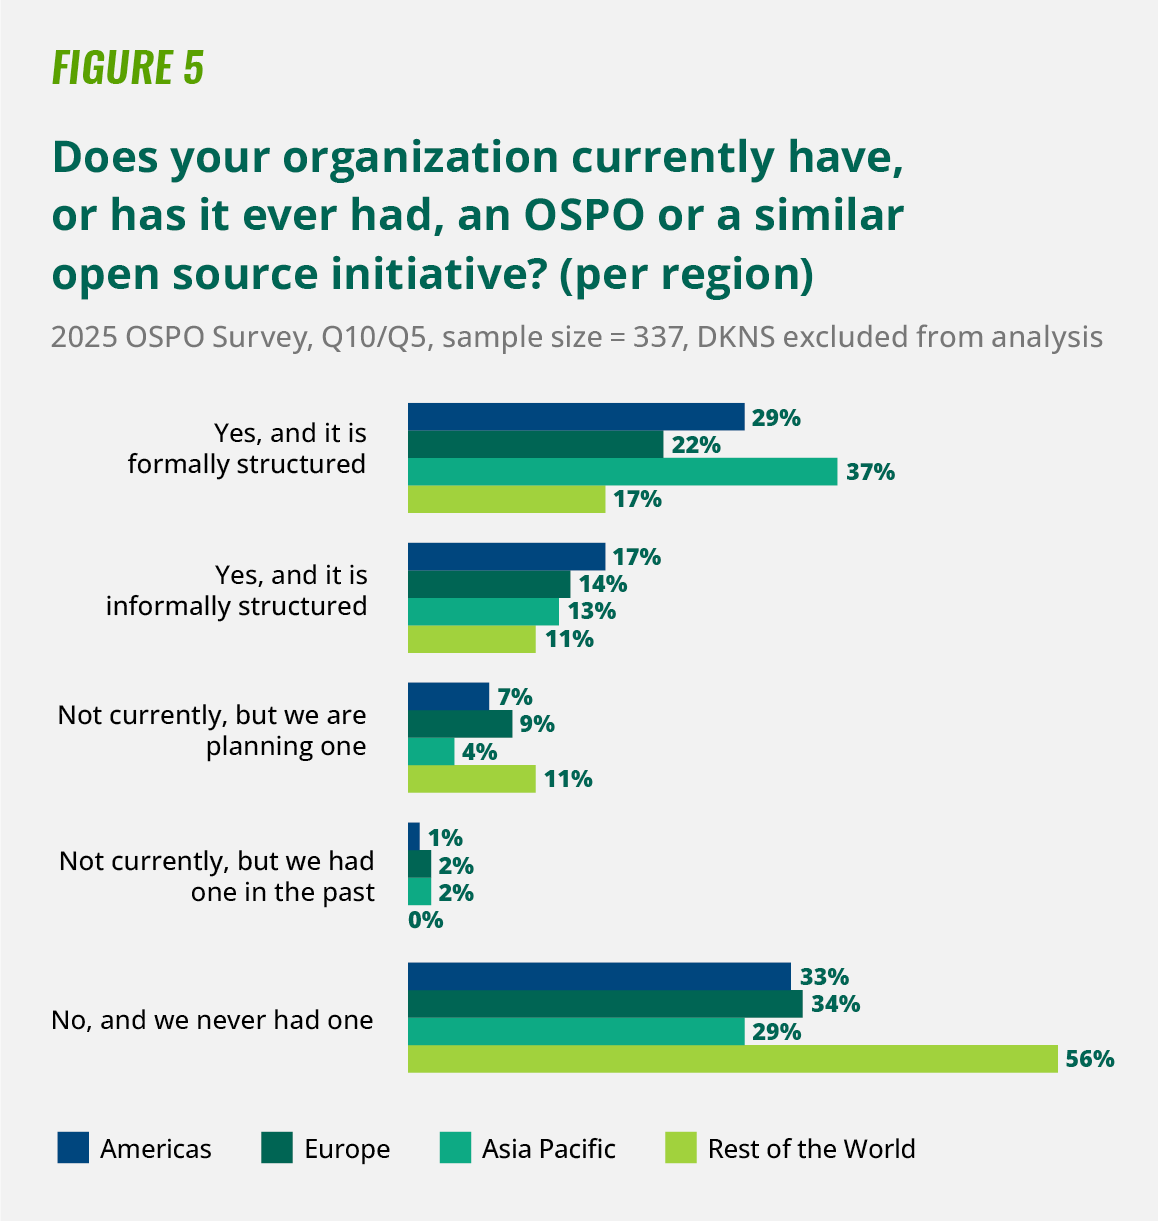 FIGURE 5
Does your organization currently have,
or has it ever had, an OSPO or a similar
open source initiative? (per region)
2025 OSPO Survey, Q10/Q5, sample size = 337, DKNS excluded from analysis
Yes, and it is
formally structured
29%
22%
37%
17%
Yes, and it is
informally structured
17%
14%
13%
11%
Not currently, but we are
planning one
7%
9%
4%
11%
Not currently, but we had
one in the past
1%
2%
2%
0%
No, and we never had one
33%
34%
29%
56%
Americas
Europe
Asia Pacific
Rest of the World